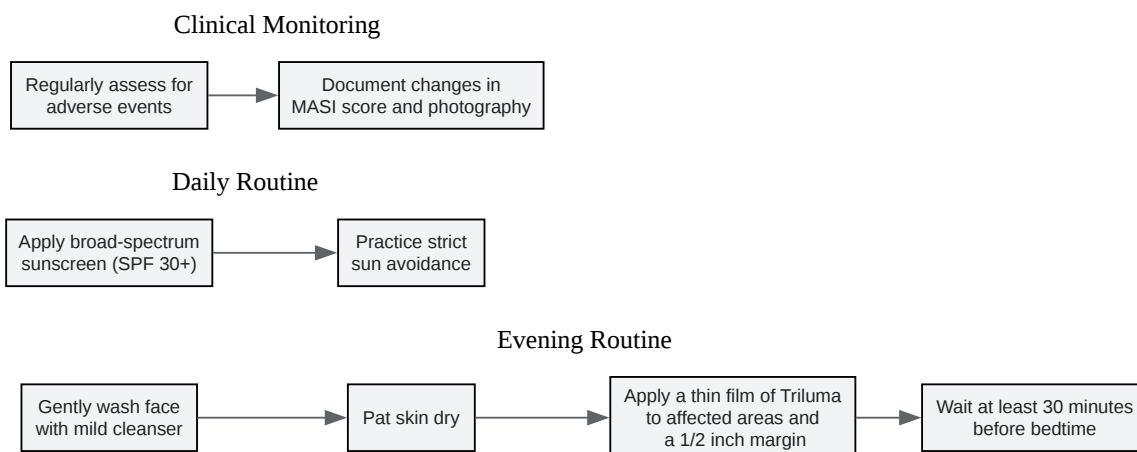 Clinical Monitoring
Regularly assess for
adverse events
Document changes in
MASI score and photography
Daily Routine
Apply broad-spectrum
sunscreen (SPF 30+)
Practice strict
sun avoidance
Evening Routine
Gently wash face
with mild cleanser
Pat skin dry
Apply a thin film of Triluma
to affected areas and
a 1/2 inch margin
Wait at least 30 minutes
before bedtime